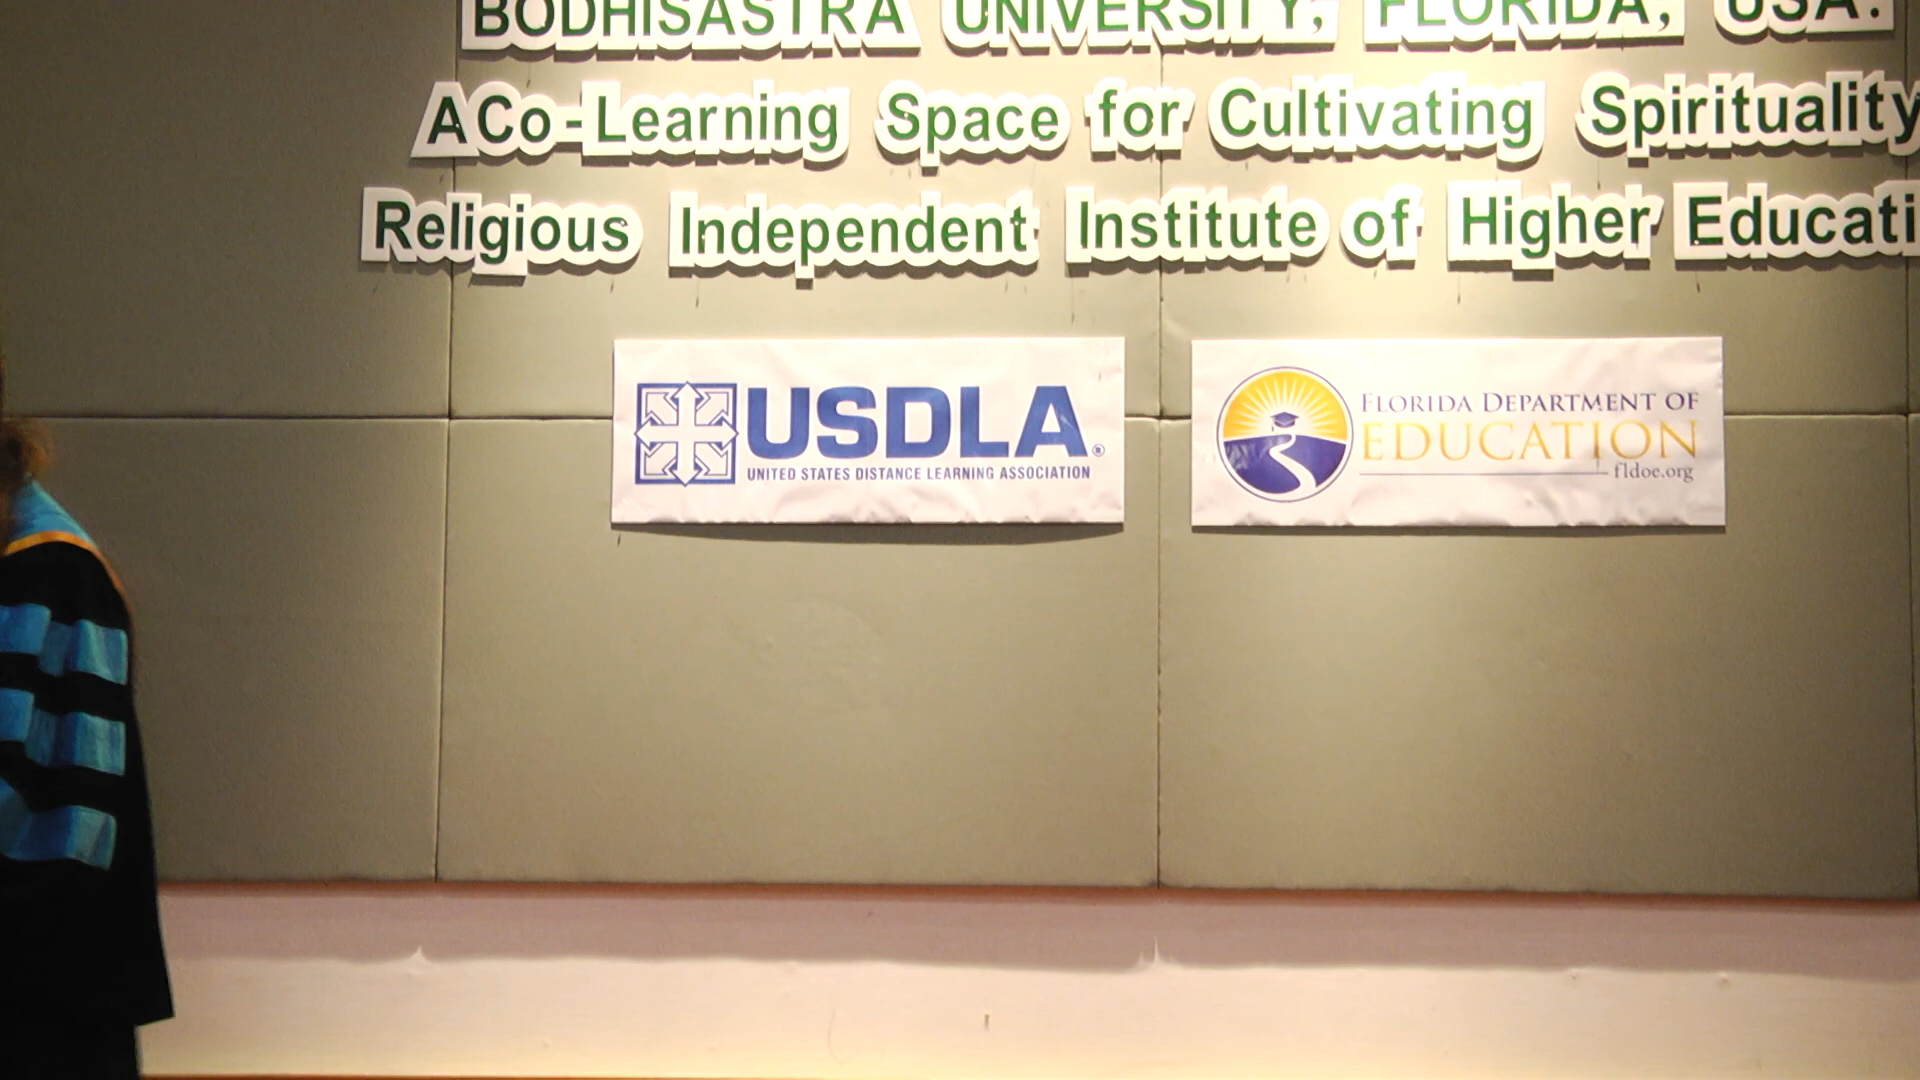 BODHISASTRA UNIVERSITY, FLORIDA, USA.
A Co-Learning Space for Cultivating Spirituality
Religious Independent Institute of Higher Educati
USDLA®
UNITED STATES DISTANCE LEARNING ASSOCIATION
FLORIDA DEPARTMENT OF
EDUCATION
fldoe.org